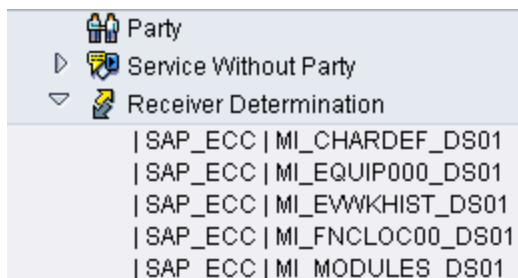 Party
Service Without Party
Receiver Determination
| SAP_ECC | MI_CHARDEF_DS01
| SAP_ECC | MI_EQUIP000_DS01
| SAP_ECC | MI_EVWKHIST_DS01
| SAP_ECC | MI_FNCLOC00_DS01
| SAP_ECC | MI_MODULES_DS01